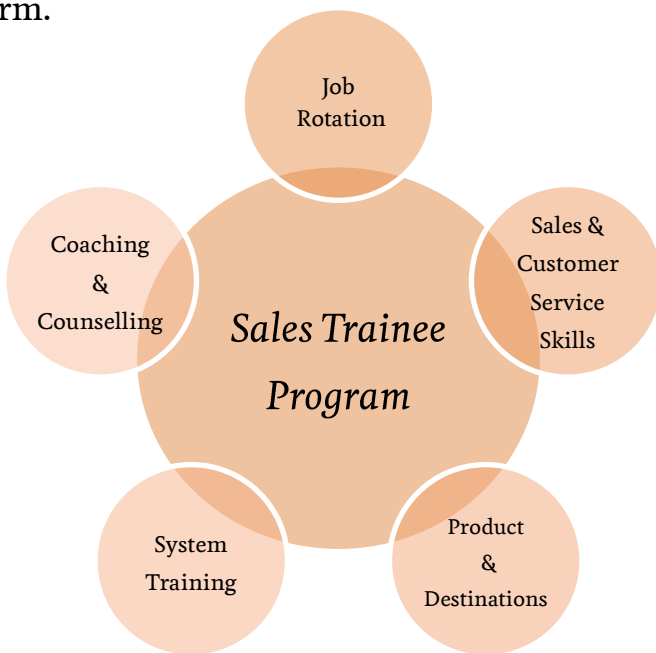 rm.
Job
Rotation
Sales &
Customer
Service
Skills
Coaching
&
Counselling
Sales Trainee
Program
Product
&
Destinations
System
Training